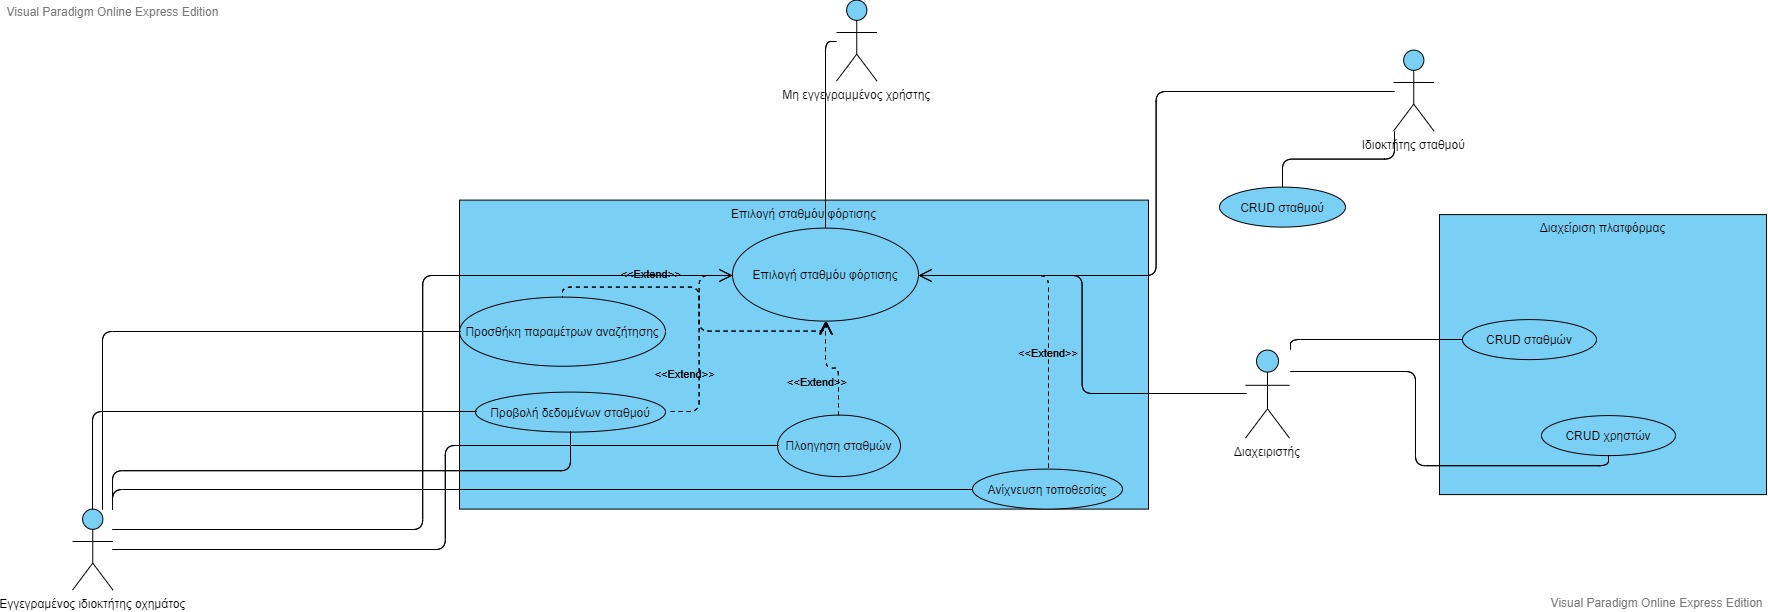 Visual Paradigm Online Express Edition
Μη εγγεγραμμένος χρήστης
Ιδιοκτήτης σταθμού
CRUD σταθμού
Επιλογή σταθμού φόρτισης
Διαχείριση πλατφόρμας
<<Extend>>
Επιλογή σταθμού φόρτισης
Προσθήκη παραμέτρων αναζήτησης
CRUD σταθμών
<<Extend>>
<<Extend>>
<<Extend>>
Προβολή δεδομένων σταθμού
Πλοηγηση σταθμών
CRUD χρηστών
Διαχειριστής
Ανίχνευση τοποθεσίας
Εγγεγραμένος ιδιοκτήτης οχημάτος
Visual Paradigm Online Express Edition